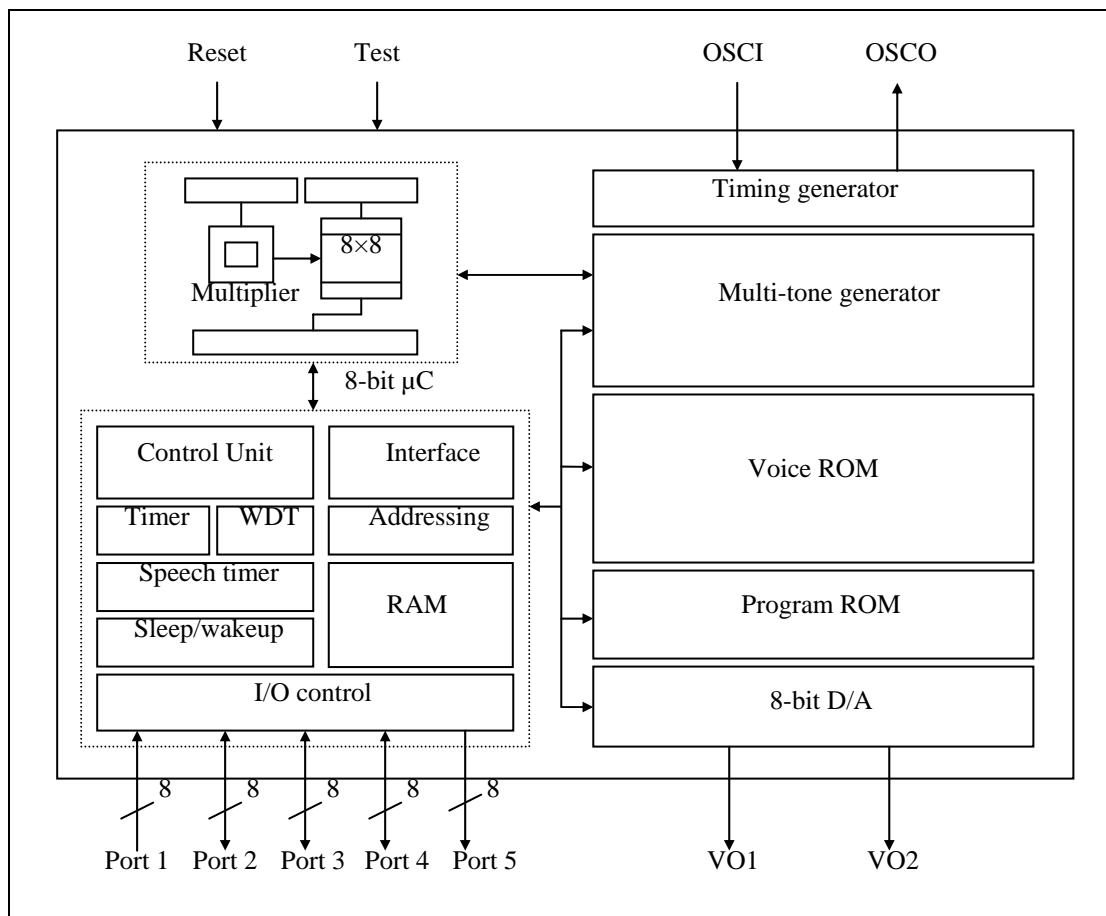 Reset Test OSCI OSCO
Timing generator
8×8
Multiplier
Multi-tone generator
8-bit µC
Control Unit Interface
Voice ROM
Timer WDT Addressing
Speech timer
RAM
Program ROM
Sleep/wakeup
I/O control
8-bit D/A
8 8 8 8 8
Port 1 Port 2 Port 3 Port 4 Port 5 VO1 VO2